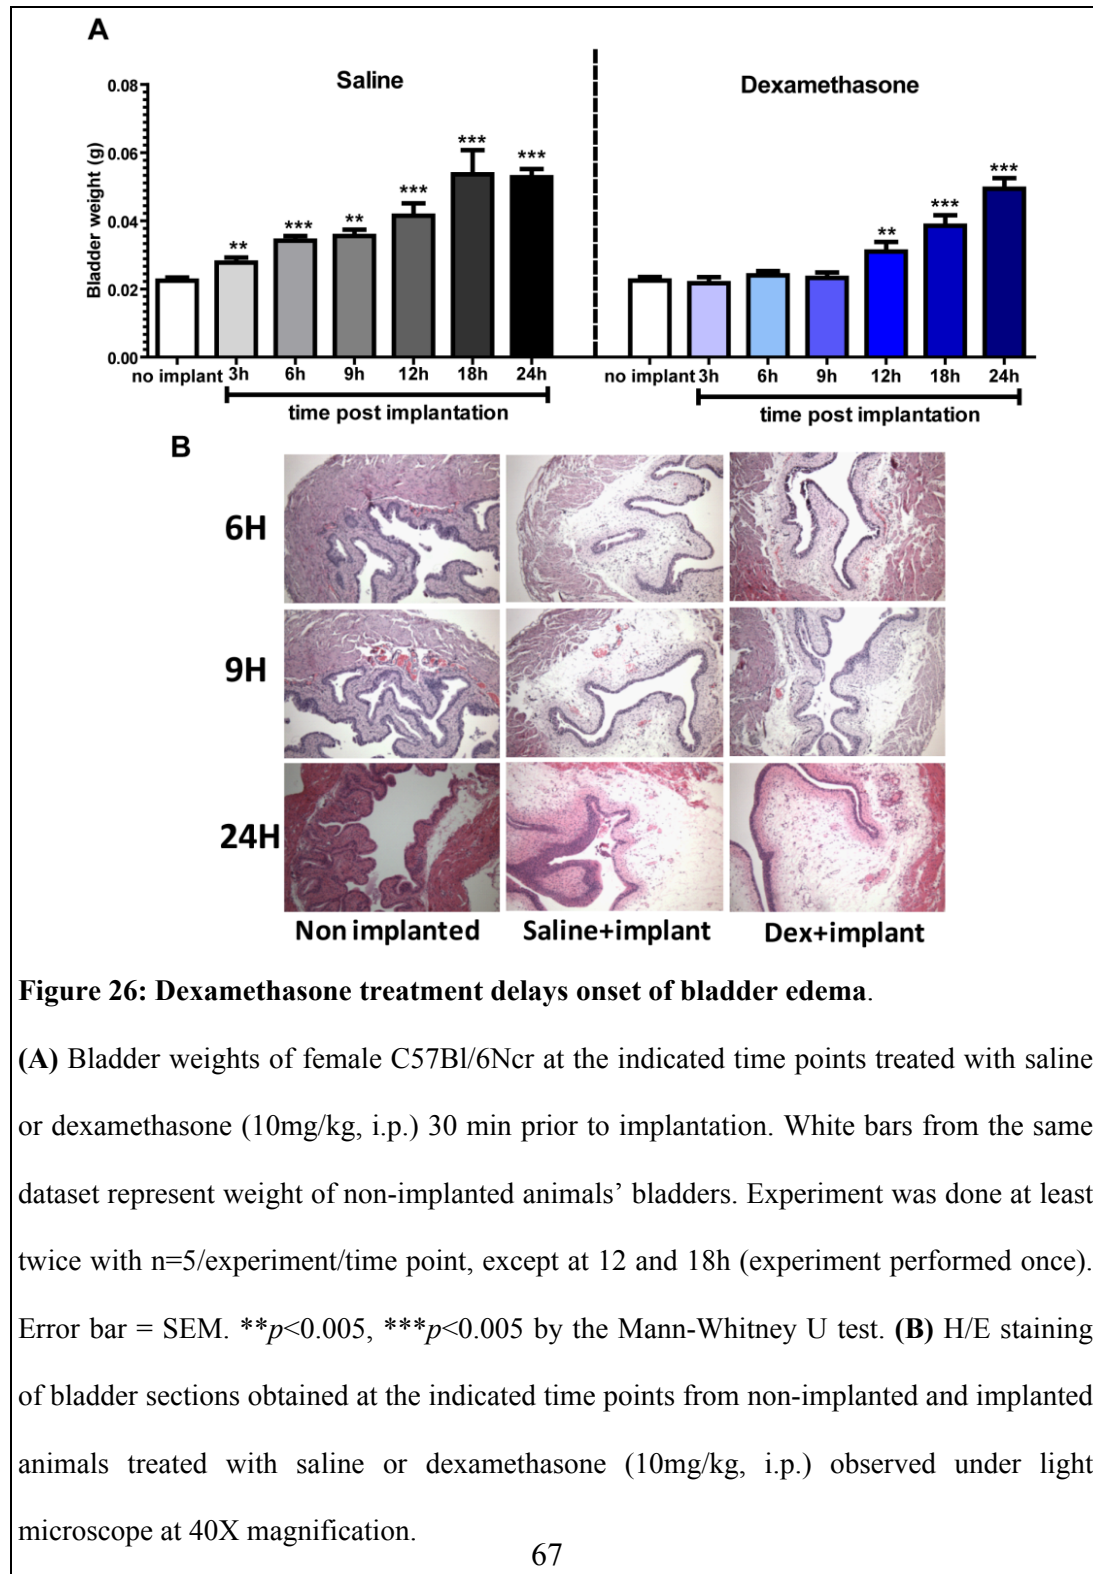 A
Saline
Dexamethasone
Bladder weight (g)
0.08
0.06
0.04
0.02
0.00
** *** ** *** *** ***
** *** ***
no implant 3h 6h 9h 12h 18h 24h
no implant 3h 6h 9h 12h 18h 24h
time post implantation
time post implantation
B
6H
9H
24H
Non implanted Saline+implant Dex+implant
Figure 26: Dexamethasone treatment delays onset of bladder edema.
(A) Bladder weights of female C57Bl/6Ncr at the indicated time points treated with saline
or dexamethasone (10mg/kg, i.p.) 30 min prior to implantation. White bars from the same
dataset represent weight of non-implanted animals’ bladders. Experiment was done at least
twice with n=5/experiment/time point, except at 12 and 18h (experiment performed once).
Error bar = SEM. **p<0.005, ***p<0.005 by the Mann-Whitney U test. (B) H/E staining
of bladder sections obtained at the indicated time points from non-implanted and implanted
animals treated with saline or dexamethasone (10mg/kg, i.p.) observed under light
microscope at 40X magnification.
67